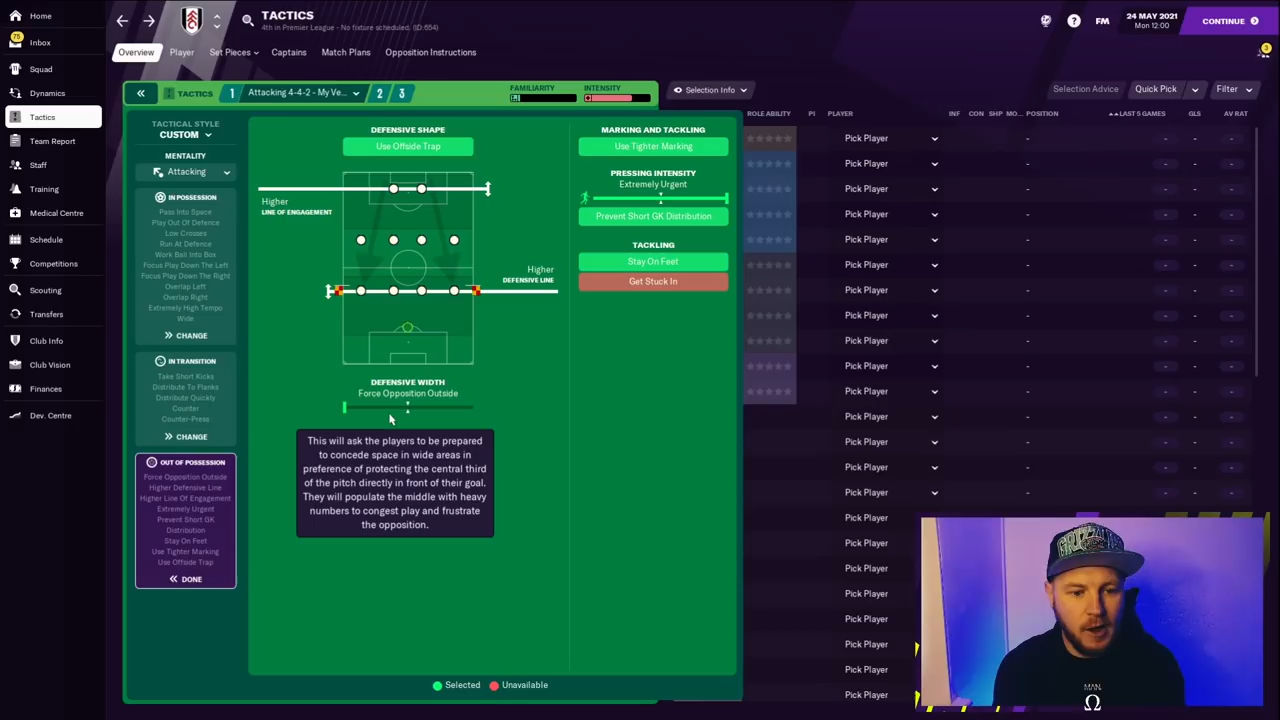 Home
75
Inbox
Squad
Dynamics
Tactics
Team Report
Staff
Training
Medical Centre
Schedule
Competitions
Scouting
Transfers
Club Info
Club Vision
Finances
Dev. Centre
TACTICS
4th in Premier League - No fixture scheduled. (ID:654)
?
FM
24 MAY 2021
Mon 12:00
CONTINUE
3
Overview
Player
Set Pieces
Captains
Match Plans
Opposition Instructions
TACTICS
1
Attacking 4-4-2 - My Ve...
2
3
FAMILIARITY
INTENSITY
Selection Info
Selection Advice
Quick Pick
Filter
TACTICAL STYLE
CUSTOM
MENTALITY
Attacking
IN POSSESSION
Pass Into Space
Play Out Of Defence
Low Crosses
Run At Defence
Work Ball Into Box
Focus Play Down The Left
Focus Play Down The Right
Overlap Left
Overlap Right
Extremely High Tempo
Wide
CHANGE
IN TRANSITION
Take Short Kicks
Distribute To Flanks
Distribute Quickly
Counter
Counter-Press
CHANGE
OUT OF POSSESSION
Force Opposition Outside
Higher Defensive Line
Higher Line Of Engagement
Extremely Urgent
Prevent Short GK
Distribution
Stay On Feet
Use Tighter Marking
Use Offside Trap
DONE
DEFENSIVE SHAPE
Use Offside Trap
Higher
LINE OF ENGAGEMENT
Higher
DEFENSIVE LINE
DEFENSIVE WIDTH
Force Opposition Outside
This will ask the players to be prepared
to concede space in wide areas in
preference of protecting the central third
of the pitch directly in front of their goal.
They will populate the middle with heavy
numbers to congest play and frustrate
the opposition.
MARKING AND TACKLING
Use Tighter Marking
PRESSING INTENSITY
Extremely Urgent
Prevent Short GK Distribution
TACKLING
Stay On Feet
Get Stuck In
Selected
Unavailable
ROLE ABILITY
PI
PLAYER
INF
CON
SHP
MO...
POSITION
LAST 5 GAMES
GLS
AV RAT
Pick Player
-
-
-
Pick Player
-
-
-
Pick Player
-
-
-
Pick Player
-
-
-
Pick Player
-
-
-
Pick Player
-
-
-
Pick Player
-
-
-
Pick Player
-
-
-
Pick Player
-
-
-
Pick Player
-
-
-
Pick Player
-
-
-
Pick Player
-
-
-
Pick Player
-
-
-
Pick Player
-
-
-
Pick Player
-
-
-
Pick Player
Pick Player
Pick Player
Pick Player
Pick Player
Pick Player
Pick Player
Pick Player